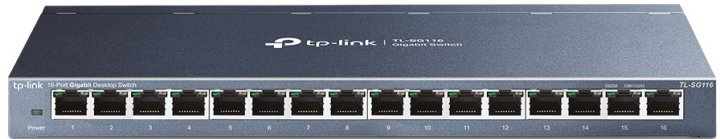 tp-link | TL-SG116
Gigabit Switch
tp-link 16-Port Gigabit Desktop Switch 1000M 10M/100M TL-SG116
Power 1 2 3 4 5 6 7 8 9 10 11 12 13 14 15 16